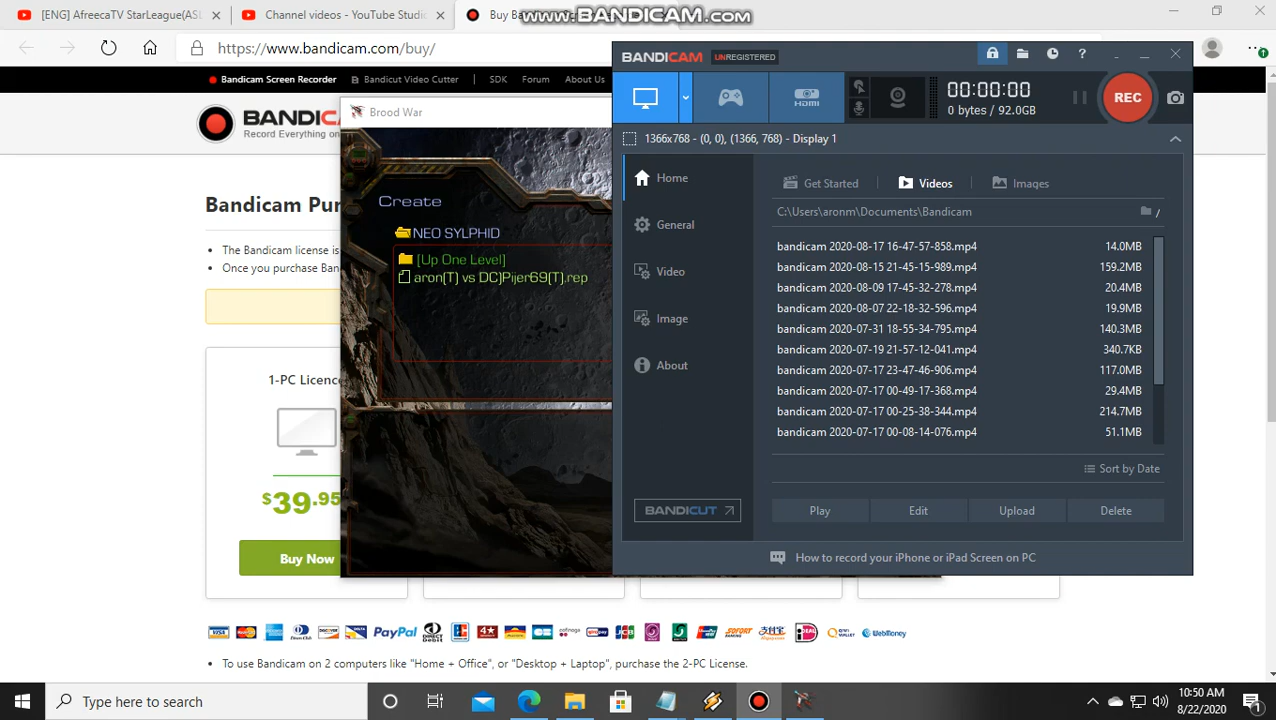 [ENG] AfreecaTV StarLeague(ASL
Channel videos - YouTube Studio
Buy Ban
www.BANDICAM.com
https://www.bandicam.com/buy/
Bandicam Screen Recorder
Bandicut Video Cutter
SDK
Forum
About Us
BANDICA
Record Everything on
Bandicam Pur
The Bandicam license is
Once you purchase Ban
1-PC Licence
$39.95
Buy Now
Brood War
Create
NEO SYLPHID
[Up One Level]
aron(T) vs DC)Pijer69(T).rep
BANDICAM UNREGISTERED
HDMI
00:00:00
0 bytes / 92.0GB
REC
1366x768 - (0, 0), (1366, 768) - Display 1
Home
General
Video
Image
About
BANDICUT
Get Started
Videos
Images
C:\Users\aronm\Documents\Bandicam
/
bandicam 2020-08-17 16-47-57-858.mp4 14.0MB
bandicam 2020-08-15 21-45-15-989.mp4 159.2MB
bandicam 2020-08-09 17-45-32-278.mp4 20.4MB
bandicam 2020-08-07 22-18-32-596.mp4 19.9MB
bandicam 2020-07-31 18-55-34-795.mp4 140.3MB
bandicam 2020-07-19 21-57-12-041.mp4 340.7KB
bandicam 2020-07-17 23-47-46-906.mp4 117.0MB
bandicam 2020-07-17 00-49-17-368.mp4 29.4MB
bandicam 2020-07-17 00-25-38-344.mp4 214.7MB
bandicam 2020-07-17 00-08-14-076.mp4 51.1MB
Sort by Date
Play
Edit
Upload
Delete
How to record your iPhone or iPad Screen on PC
VISA
PayPal
JCB
WebMoney
To use Bandicam on 2 computers like "Home + Office", or "Desktop + Laptop", purchase the 2-PC License.
Type here to search
10:50 AM
8/22/2020
1